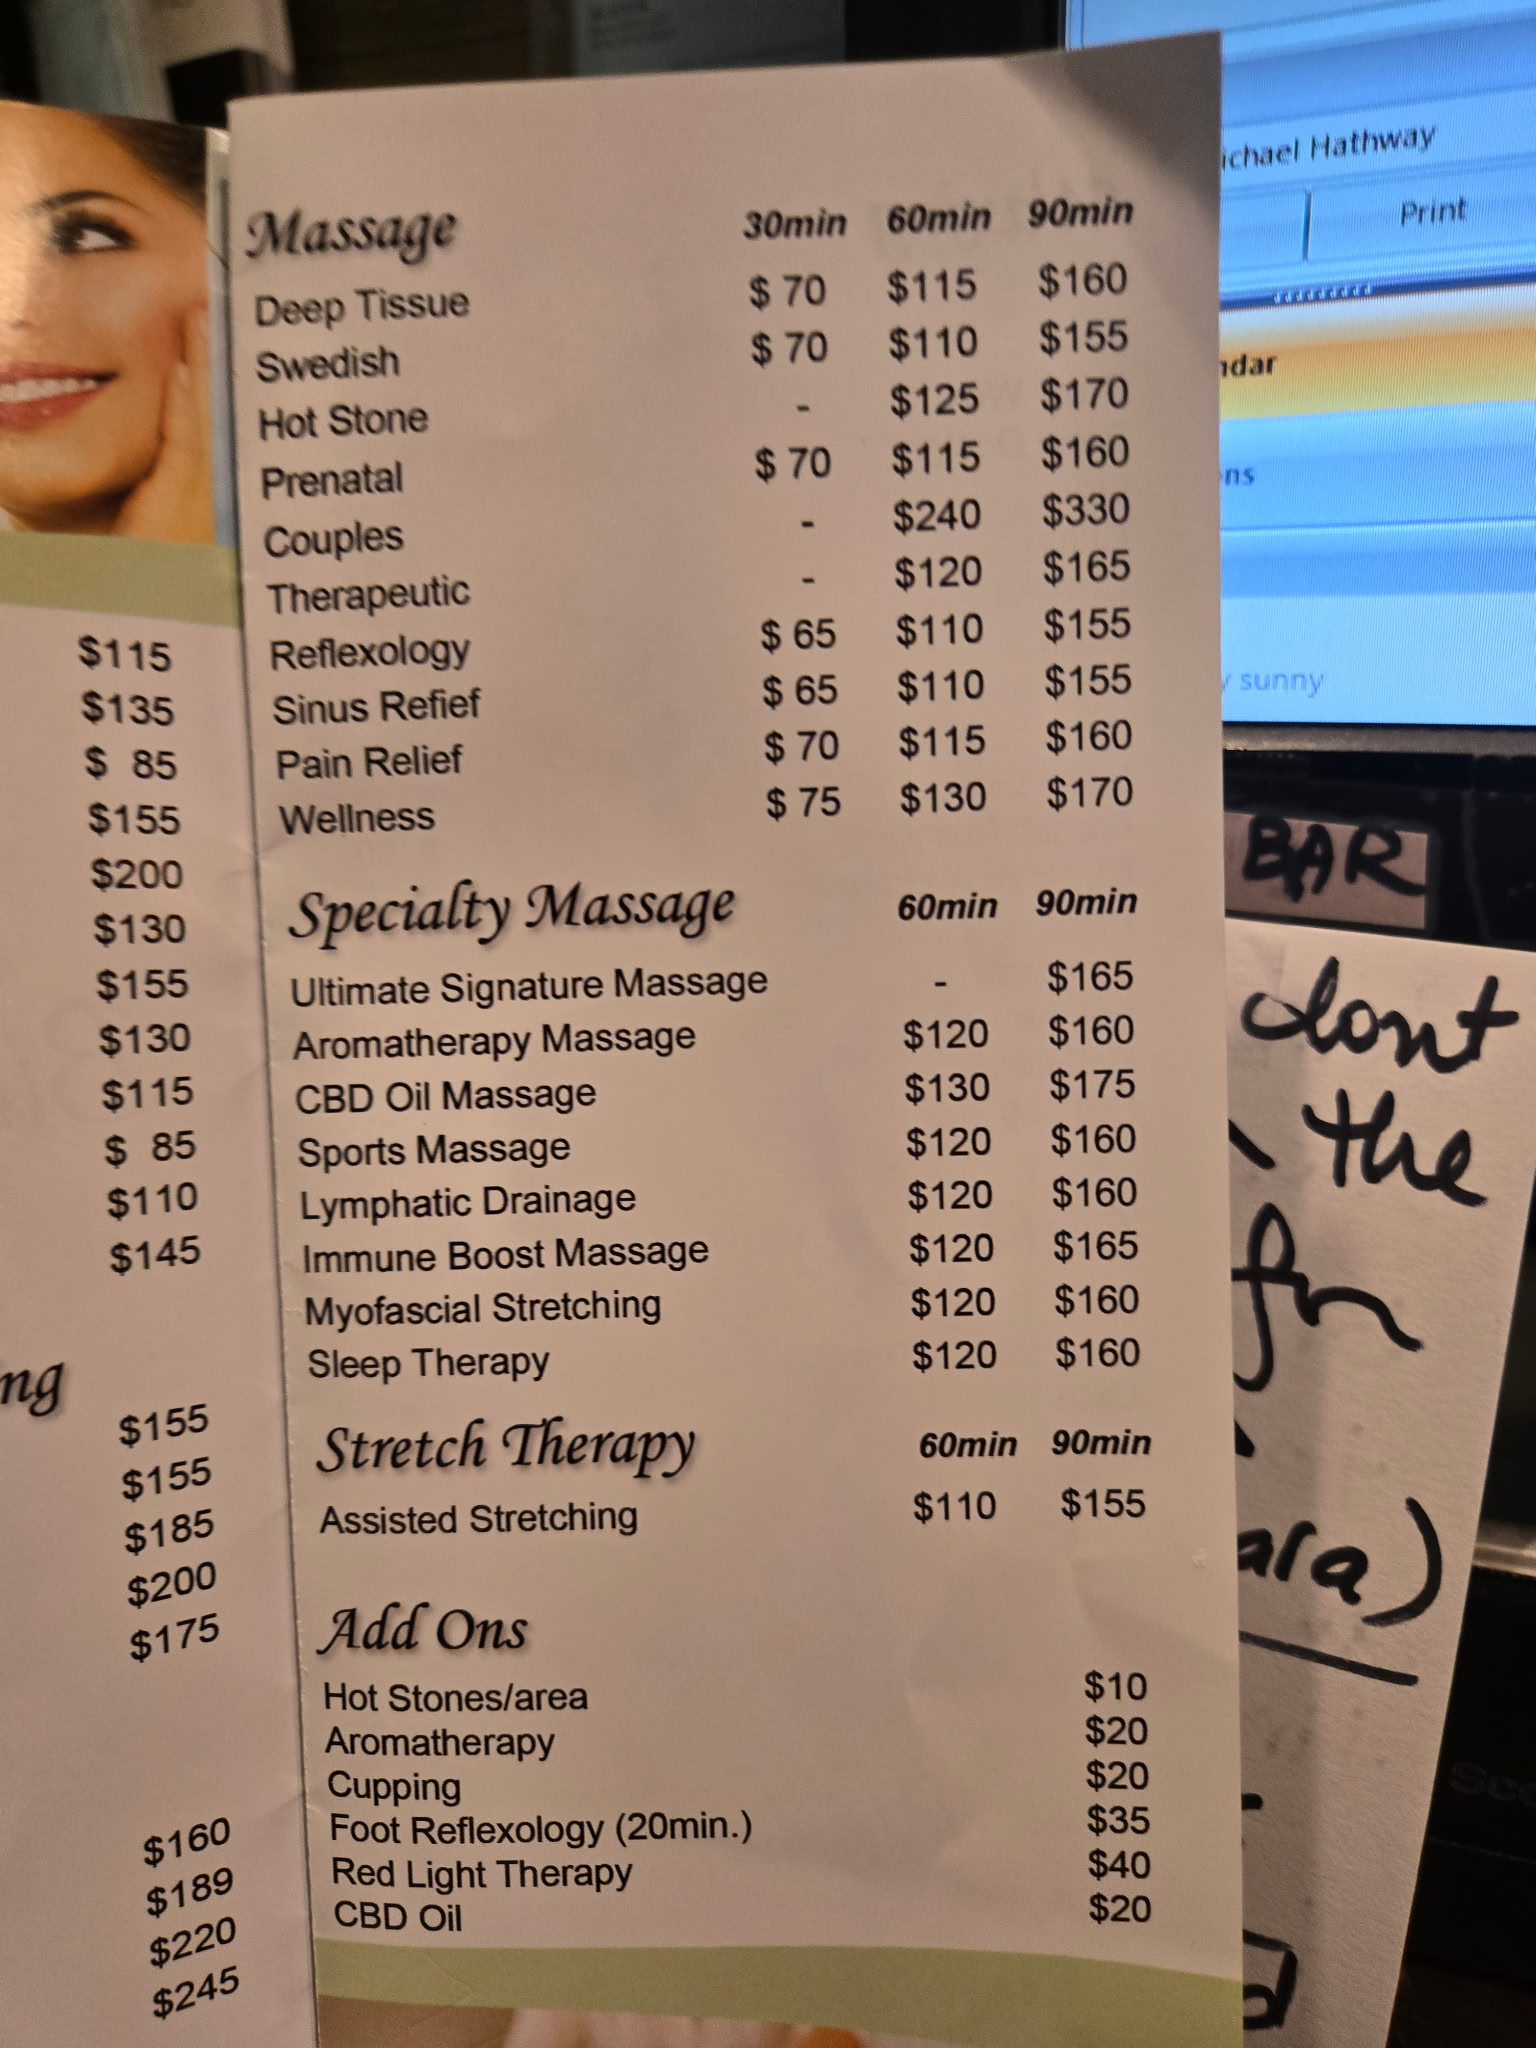 Massage 30min 60min 90min
Deep Tissue $ 70 $115 $160
Swedish $ 70 $110 $155
Hot Stone - $125 $170
Prenatal $ 70 $115 $160
Couples - $240 $330
Therapeutic - $120 $165
Reflexology $ 65 $110 $155
Sinus Refief $ 65 $110 $155
Pain Relief $ 70 $115 $160
Wellness $ 75 $130 $170
Specialty Massage 60min 90min
Ultimate Signature Massage - $165
Aromatherapy Massage $120 $160
CBD Oil Massage $130 $175
Sports Massage $120 $160
Lymphatic Drainage $120 $160
Immune Boost Massage $120 $165
Myofascial Stretching $120 $160
Sleep Therapy $120 $160
Stretch Therapy 60min 90min
Assisted Stretching $110 $155
Add Ons
Hot Stones/area $10
Aromatherapy $20
Cupping $20
Foot Reflexology (20min.) $35
Red Light Therapy $40
CBD Oil $20
$115
$135
$ 85
$155
$200
$130
$155
$130
$115
$ 85
$110
$145
ng
$155
$155
$185
$200
$175
$160
$189
$220
$245
ichael Hathway
Print
ndar
ns
y sunny
BAR
dont
the
for
ara)